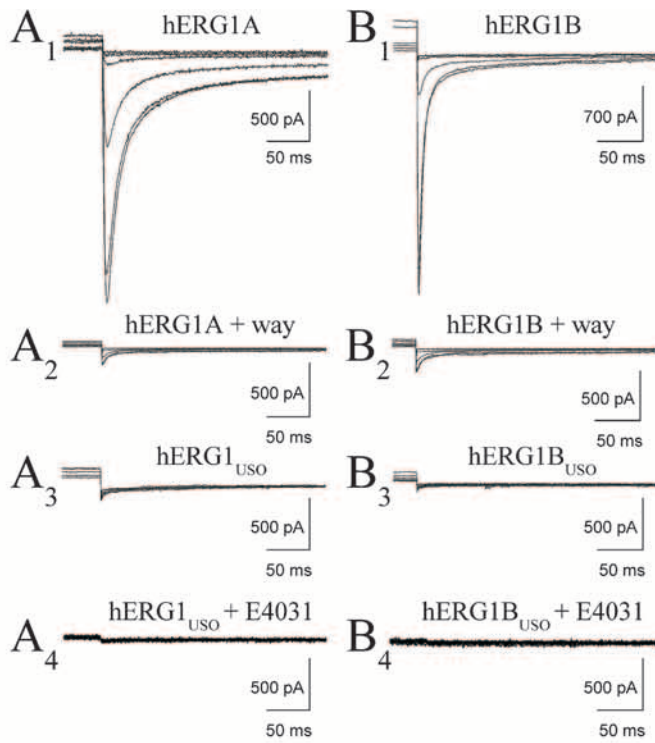 A1 hERG1A
500 pA
50 ms
B1 hERG1B
700 pA
50 ms
A2 hERG1A + way
500 pA
50 ms
B2 hERG1B + way
500 pA
50 ms
A3 hERG1USO
500 pA
50 ms
B3 hERG1BUSO
500 pA
50 ms
A4 hERG1USO + E4031
500 pA
50 ms
B4 hERG1BUSO + E4031
500 pA
50 ms